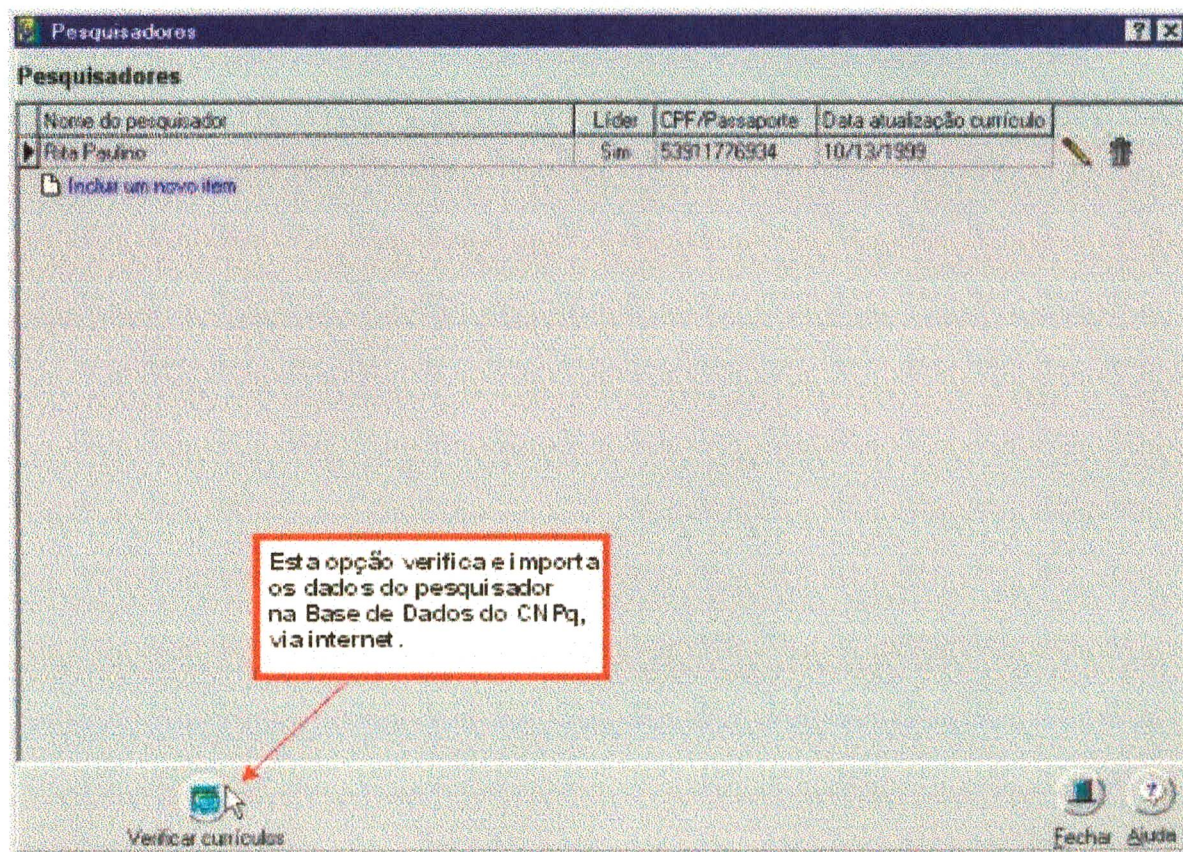 Pesquisadores
Pesquisadores
Nome do pesquisador Líder CPF/Passaporte Data atualização currículo
Rita Paulino Sim 53911776934 10/13/1999
Incluir um novo item
Esta opção verifica e importa
os dados do pesquisador
na Base de Dados do CNPq,
via internet.
Verificar currículos Fechar Ajuda